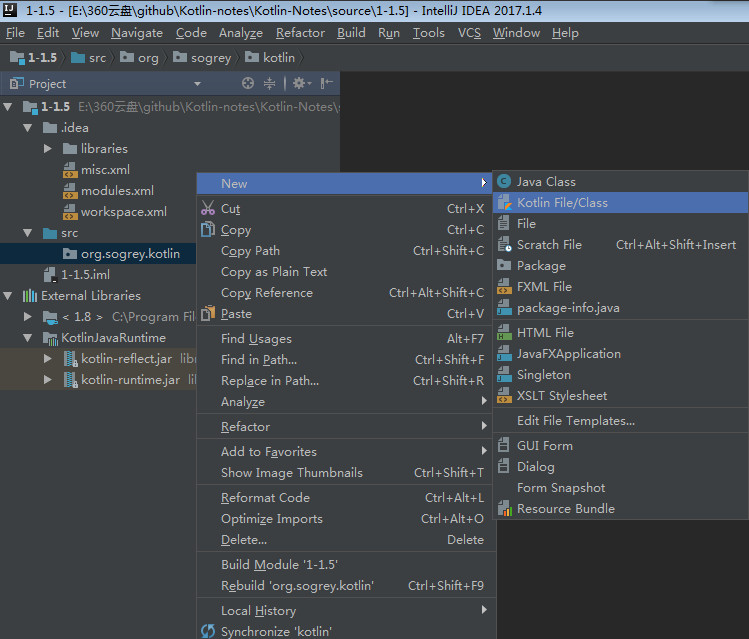 1-1.5 - [E:\360云盘\github\Kotlin-notes\Kotlin-Notes\source\1-1.5] - IntelliJ IDEA 2017.1.4
File Edit View Navigate Code Analyze Refactor Build Run Tools VCS Window Help
1-1.5 src org sogrey kotlin
Project
1-1.5 E:\360云盘\github\Kotlin-notes\Kotlin-Notes\s
.idea
libraries
misc.xml
modules.xml
workspace.xml
src
org.sogrey.kotlin
1-1.5.iml
External Libraries
< 1.8 > C:\Program Fil
KotlinJavaRuntime
kotlin-reflect.jar libr
kotlin-runtime.jar lib
New
Cut Ctrl+X
Copy Ctrl+C
Copy Path Ctrl+Shift+C
Copy as Plain Text
Copy Reference Ctrl+Alt+Shift+C
Paste Ctrl+V
Find Usages Alt+F7
Find in Path... Ctrl+Shift+F
Replace in Path... Ctrl+Shift+R
Analyze
Refactor
Add to Favorites
Show Image Thumbnails Ctrl+Shift+T
Reformat Code Ctrl+Alt+L
Optimize Imports Ctrl+Alt+O
Delete... Delete
Build Module '1-1.5'
Rebuild 'org.sogrey.kotlin' Ctrl+Shift+F9
Local History
Synchronize 'kotlin'
Java Class
Kotlin File/Class
File
Scratch File Ctrl+Alt+Shift+Insert
Package
FXML File
package-info.java
HTML File
JavaFXApplication
Singleton
XSLT Stylesheet
Edit File Templates...
GUI Form
Dialog
Form Snapshot
Resource Bundle